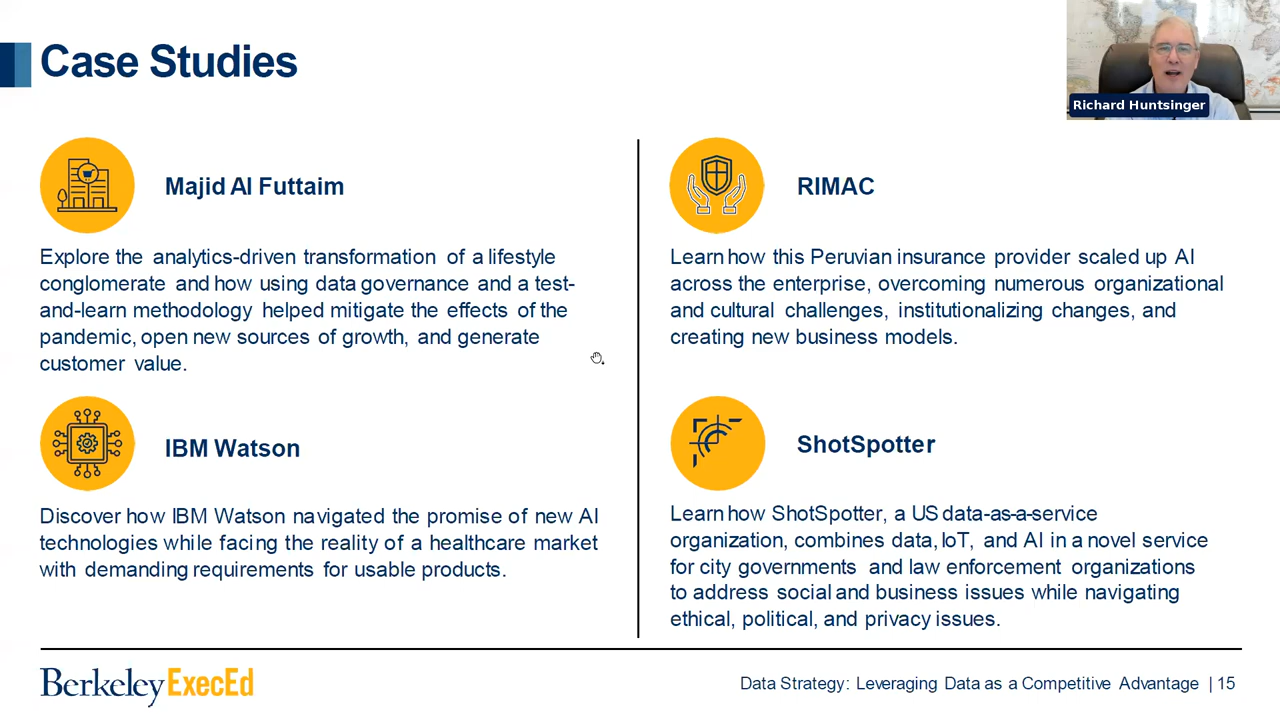 Case Studies
Richard Huntsinger
Majid Al Futtaim
Explore the analytics-driven transformation of a lifestyle
conglomerate and how using data governance and a test-
and-learn methodology helped mitigate the effects of the
pandemic, open new sources of growth, and generate
customer value.
IBM Watson
Discover how IBM Watson navigated the promise of new AI
technologies while facing the reality of a healthcare market
with demanding requirements for usable products.
RIMAC
Learn how this Peruvian insurance provider scaled up AI
across the enterprise, overcoming numerous organizational
and cultural challenges, institutionalizing changes, and
creating new business models.
ShotSpotter
Learn how ShotSpotter, a US data-as-a-service
organization, combines data, IoT, and AI in a novel service
for city governments and law enforcement organizations
to address social and business issues while navigating
ethical, political, and privacy issues.
Berkeley ExecEd
Data Strategy: Leveraging Data as a Competitive Advantage | 15